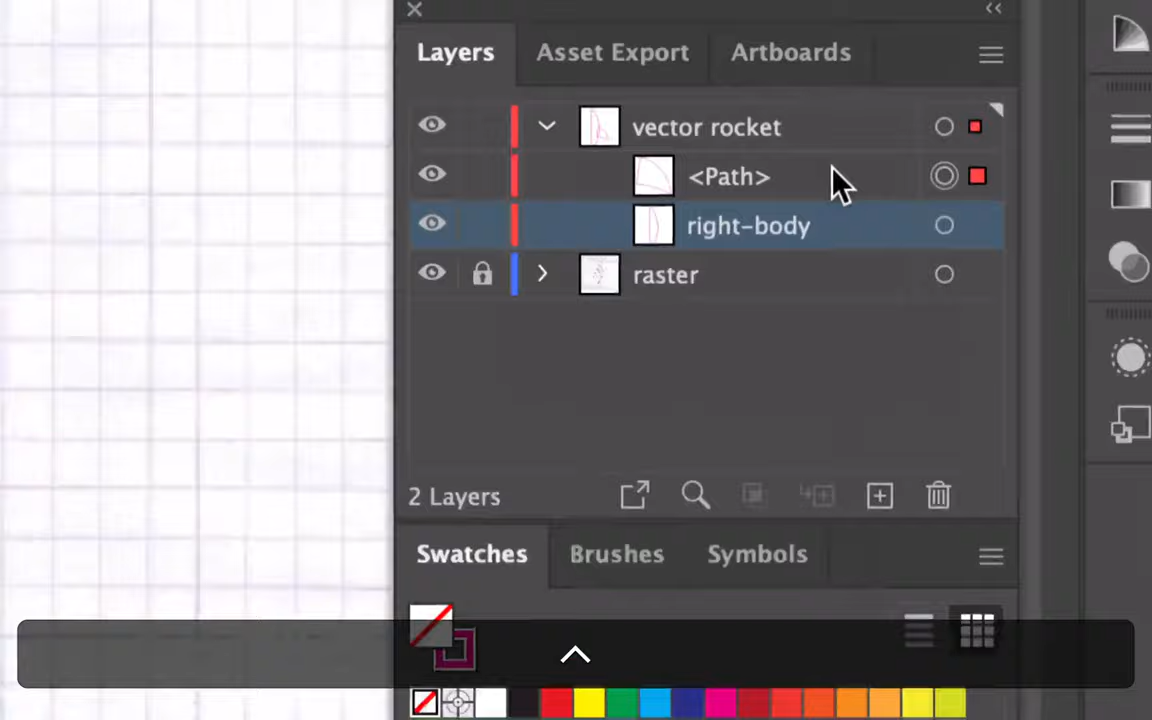 Layers Asset Export Artboards
vector rocket
<Path>
right-body
raster
2 Layers
Swatches Brushes Symbols